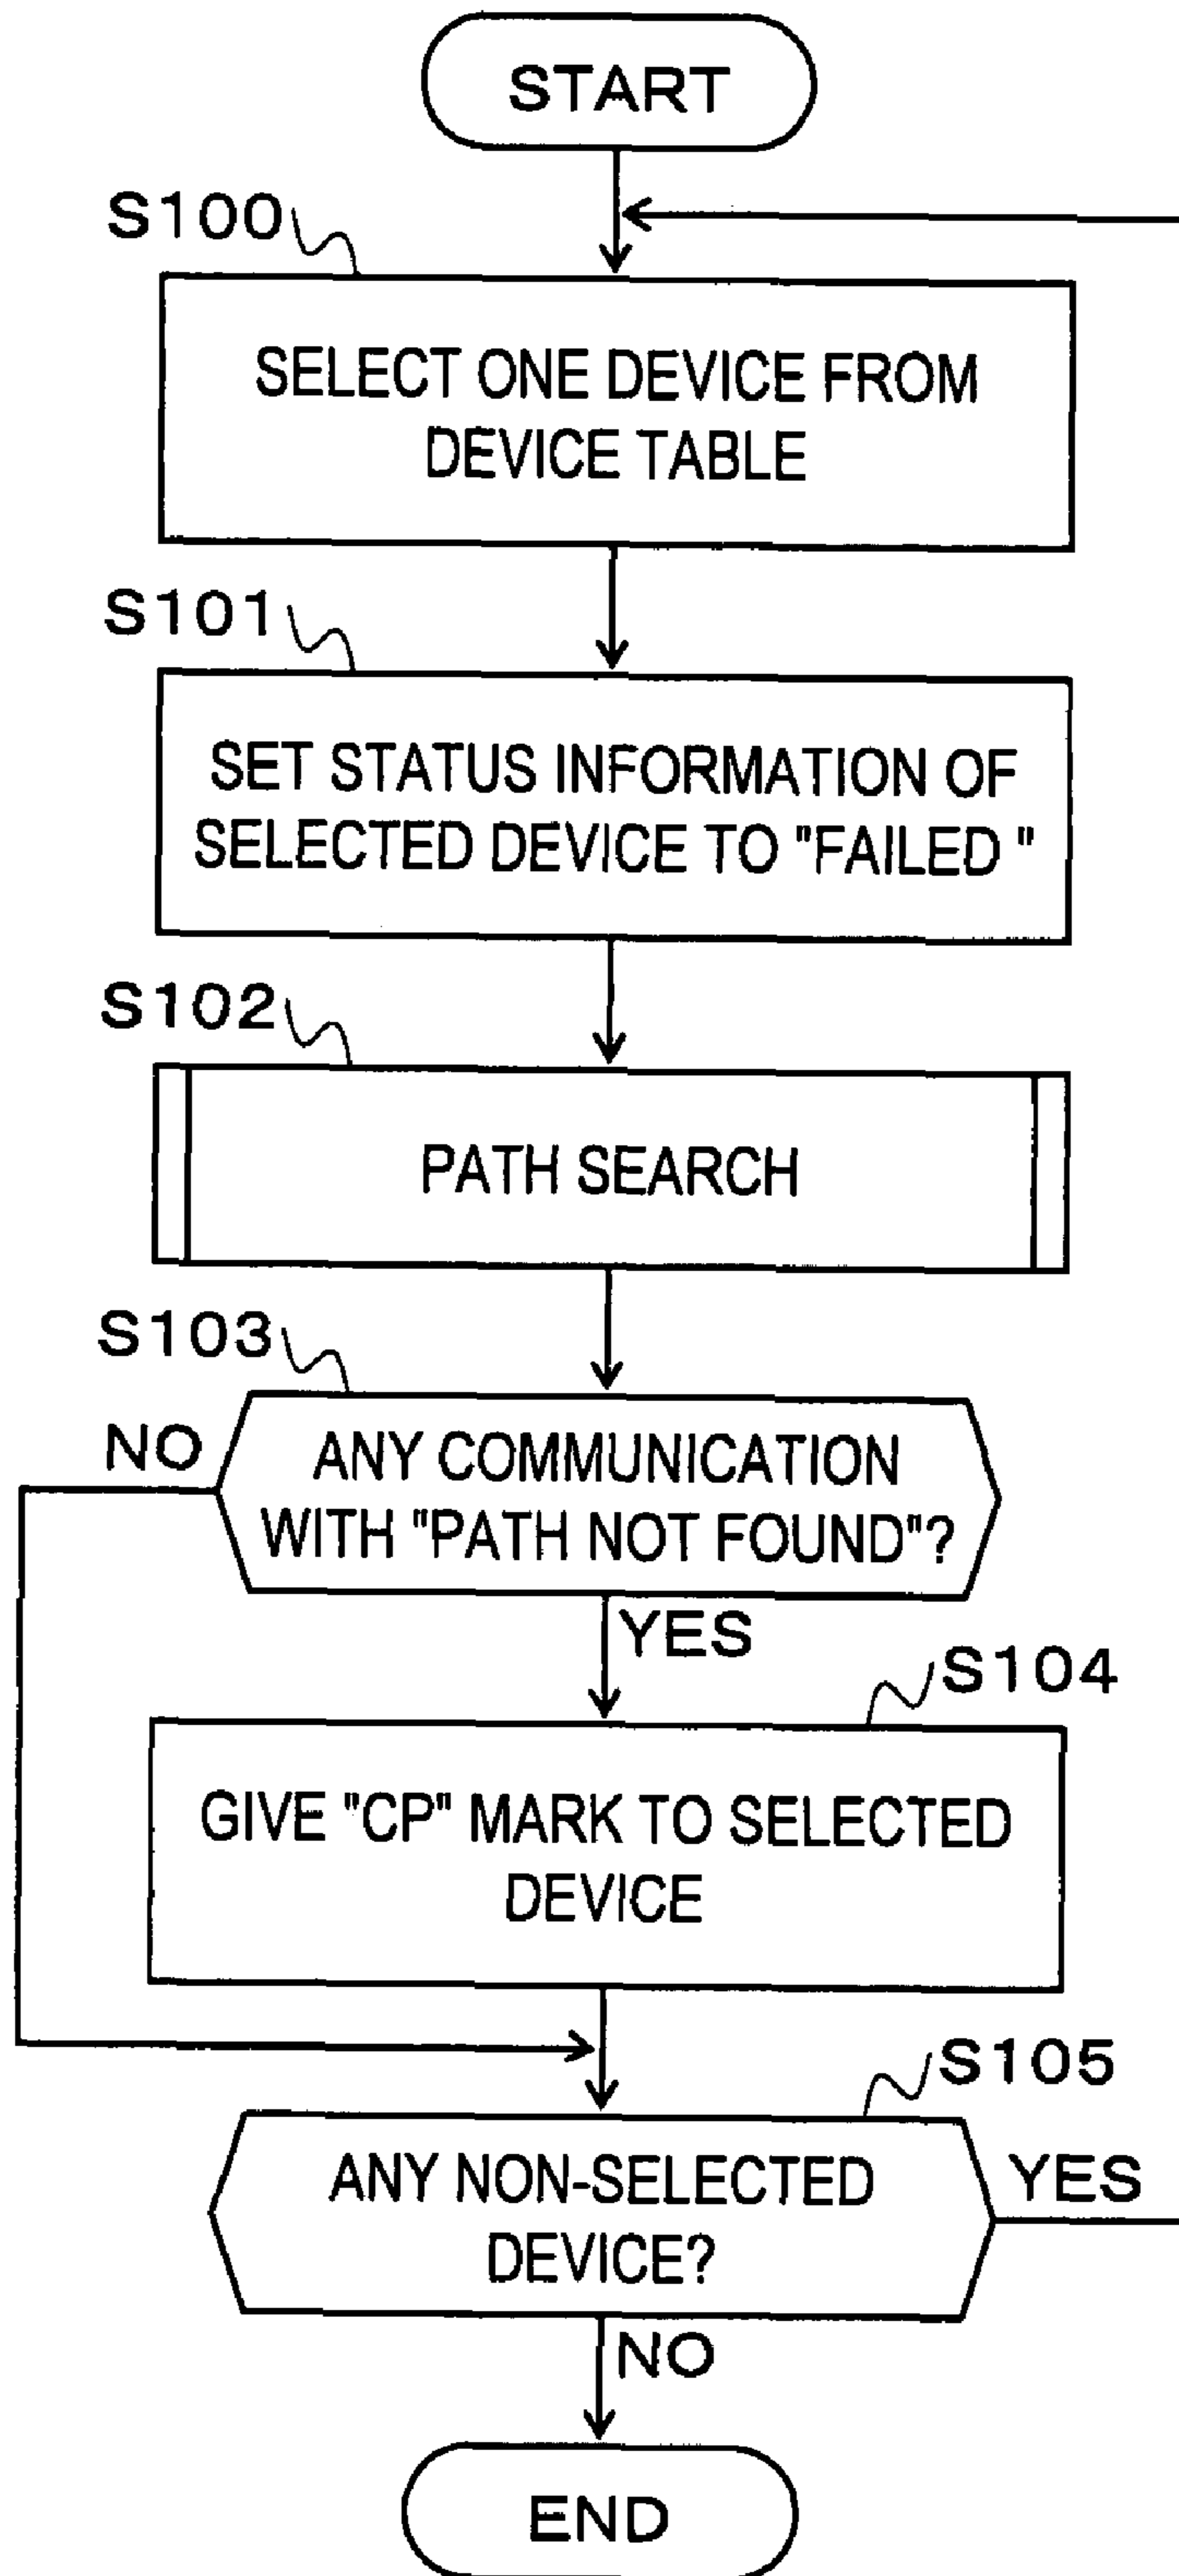 START
S100
SELECT ONE DEVICE FROM
DEVICE TABLE
S101
SET STATUS INFORMATION OF
SELECTED DEVICE TO "FAILED "
S102
PATH SEARCH
S103
NO
ANY COMMUNICATION
WITH "PATH NOT FOUND"?
YES
S104
GIVE "CP" MARK TO SELECTED
DEVICE
S105
ANY NON-SELECTED
DEVICE?
YES
NO
END